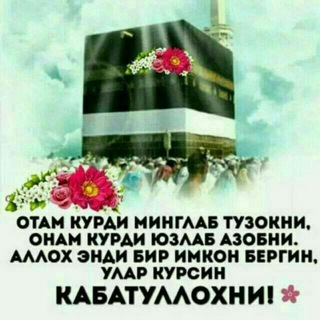 ОТАМ КУРДИ МИНГЛАБ ТУЗОКНИ,
ОНАМ КУРДИ ЮЗЛАБ АЗОБНИ.
АЛЛОХ ЭНДИ БИР ИМКОН БЕРГИН,
УЛАР КУРСИН
КАБАТУЛЛОХНИ!